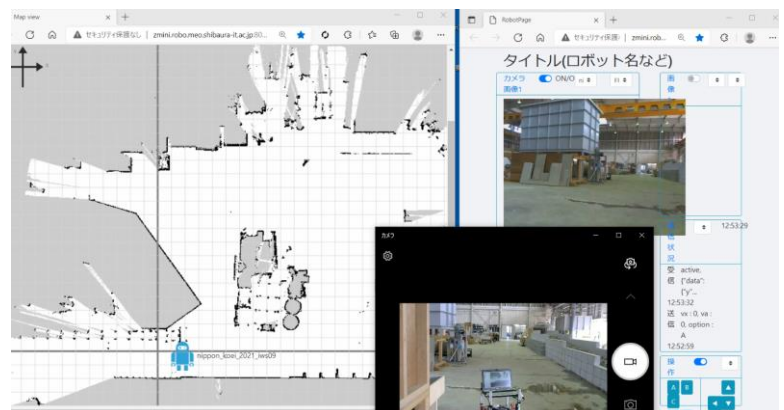 Map view
セキュリティ保護なし | zmini.robo.meo.shibaura-it.ac.jp:80...
nippon_koei_2021_iws09
RobotPage
セキュリティ保護 | zmini.rob...
タイトル(ロボット名など)
カメラ
画像1
ON/O
画
像
カメラ
12:53:29
状
況
受
信
active,
{"data":
{"y"...
12:53:32
送
信
vx : 0, va :
0, option :
A
12:52:59
操
作
A
B
C